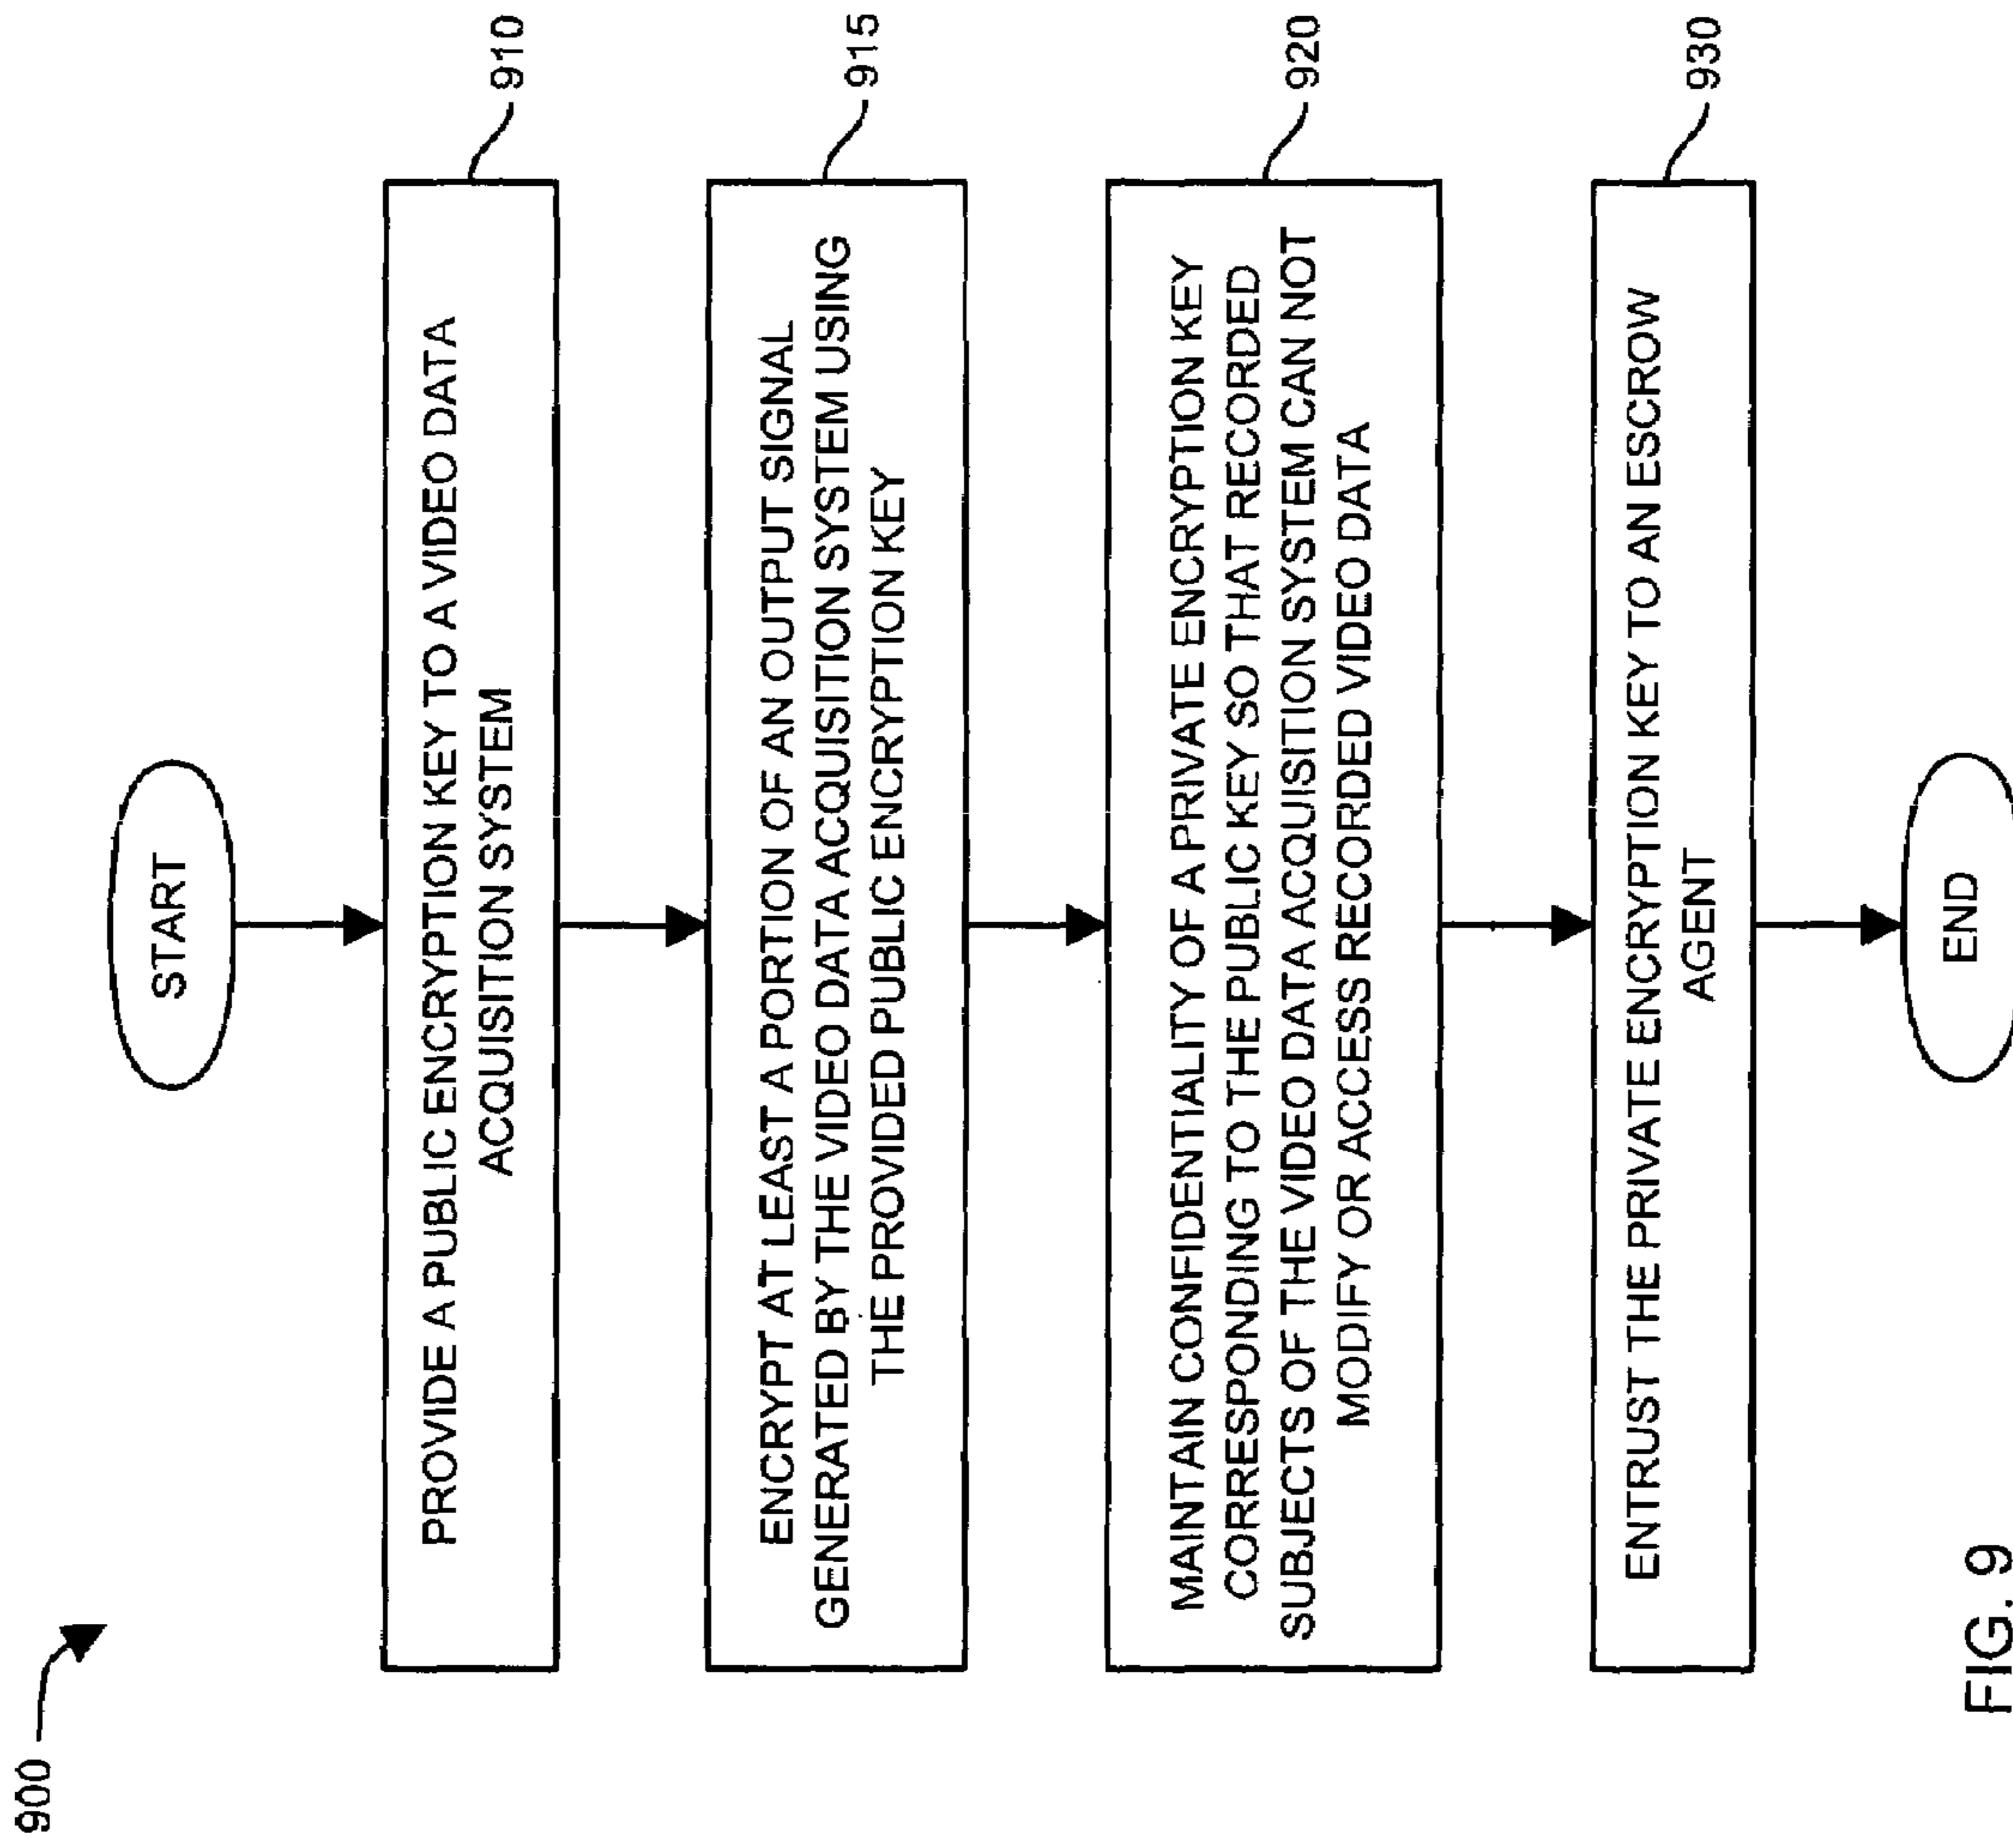 900
START
PROVIDE A PUBLIC ENCRYPTION KEY TO A VIDEO DATA
ACQUISITION SYSTEM
910
ENCRYPT AT LEAST A PORTION OF AN OUTPUT SIGNAL
GENERATED BY THE VIDEO DATA ACQUISITION SYSTEM USING
THE PROVIDED PUBLIC ENCRYPTION KEY
915
MAINTAIN CONFIDENTIALITY OF A PRIVATE ENCRYPTION KEY
CORRESPONDING TO THE PUBLIC KEY SO THAT RECORDED
SUBJECTS OF THE VIDEO DATA ACQUISITION SYSTEM CAN NOT
MODIFY OR ACCESS RECORDED VIDEO DATA
920
ENTRUST THE PRIVATE ENCRYPTION KEY TO AN ESCROW
AGENT
930
END
FIG. 9